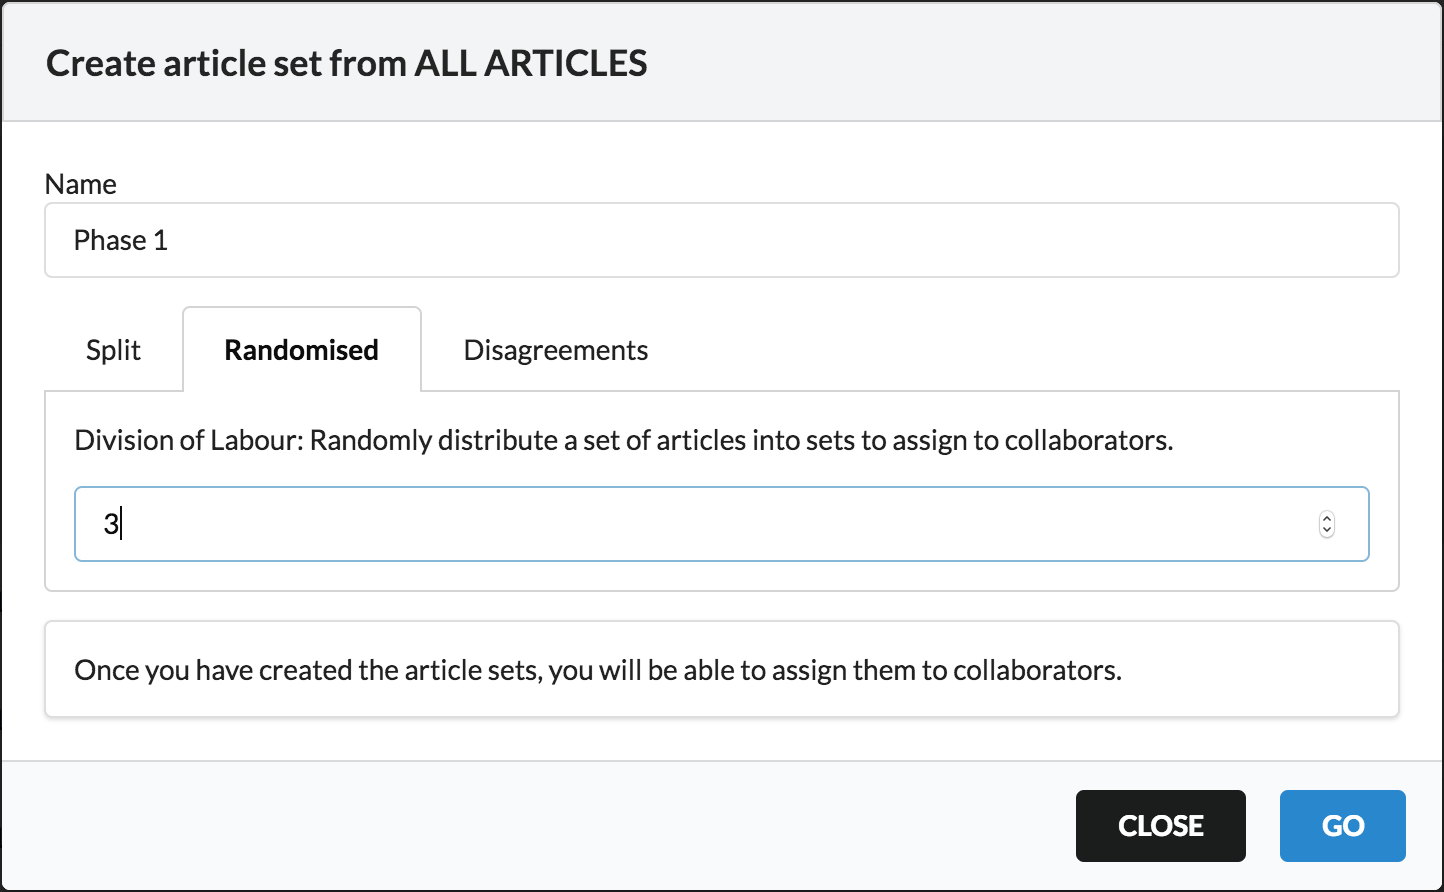 Create article set from ALL ARTICLES
Name
Phase 1
Split Randomised Disagreements
Division of Labour: Randomly distribute a set of articles into sets to assign to collaborators.
3
Once you have created the article sets, you will be able to assign them to collaborators.
CLOSE GO